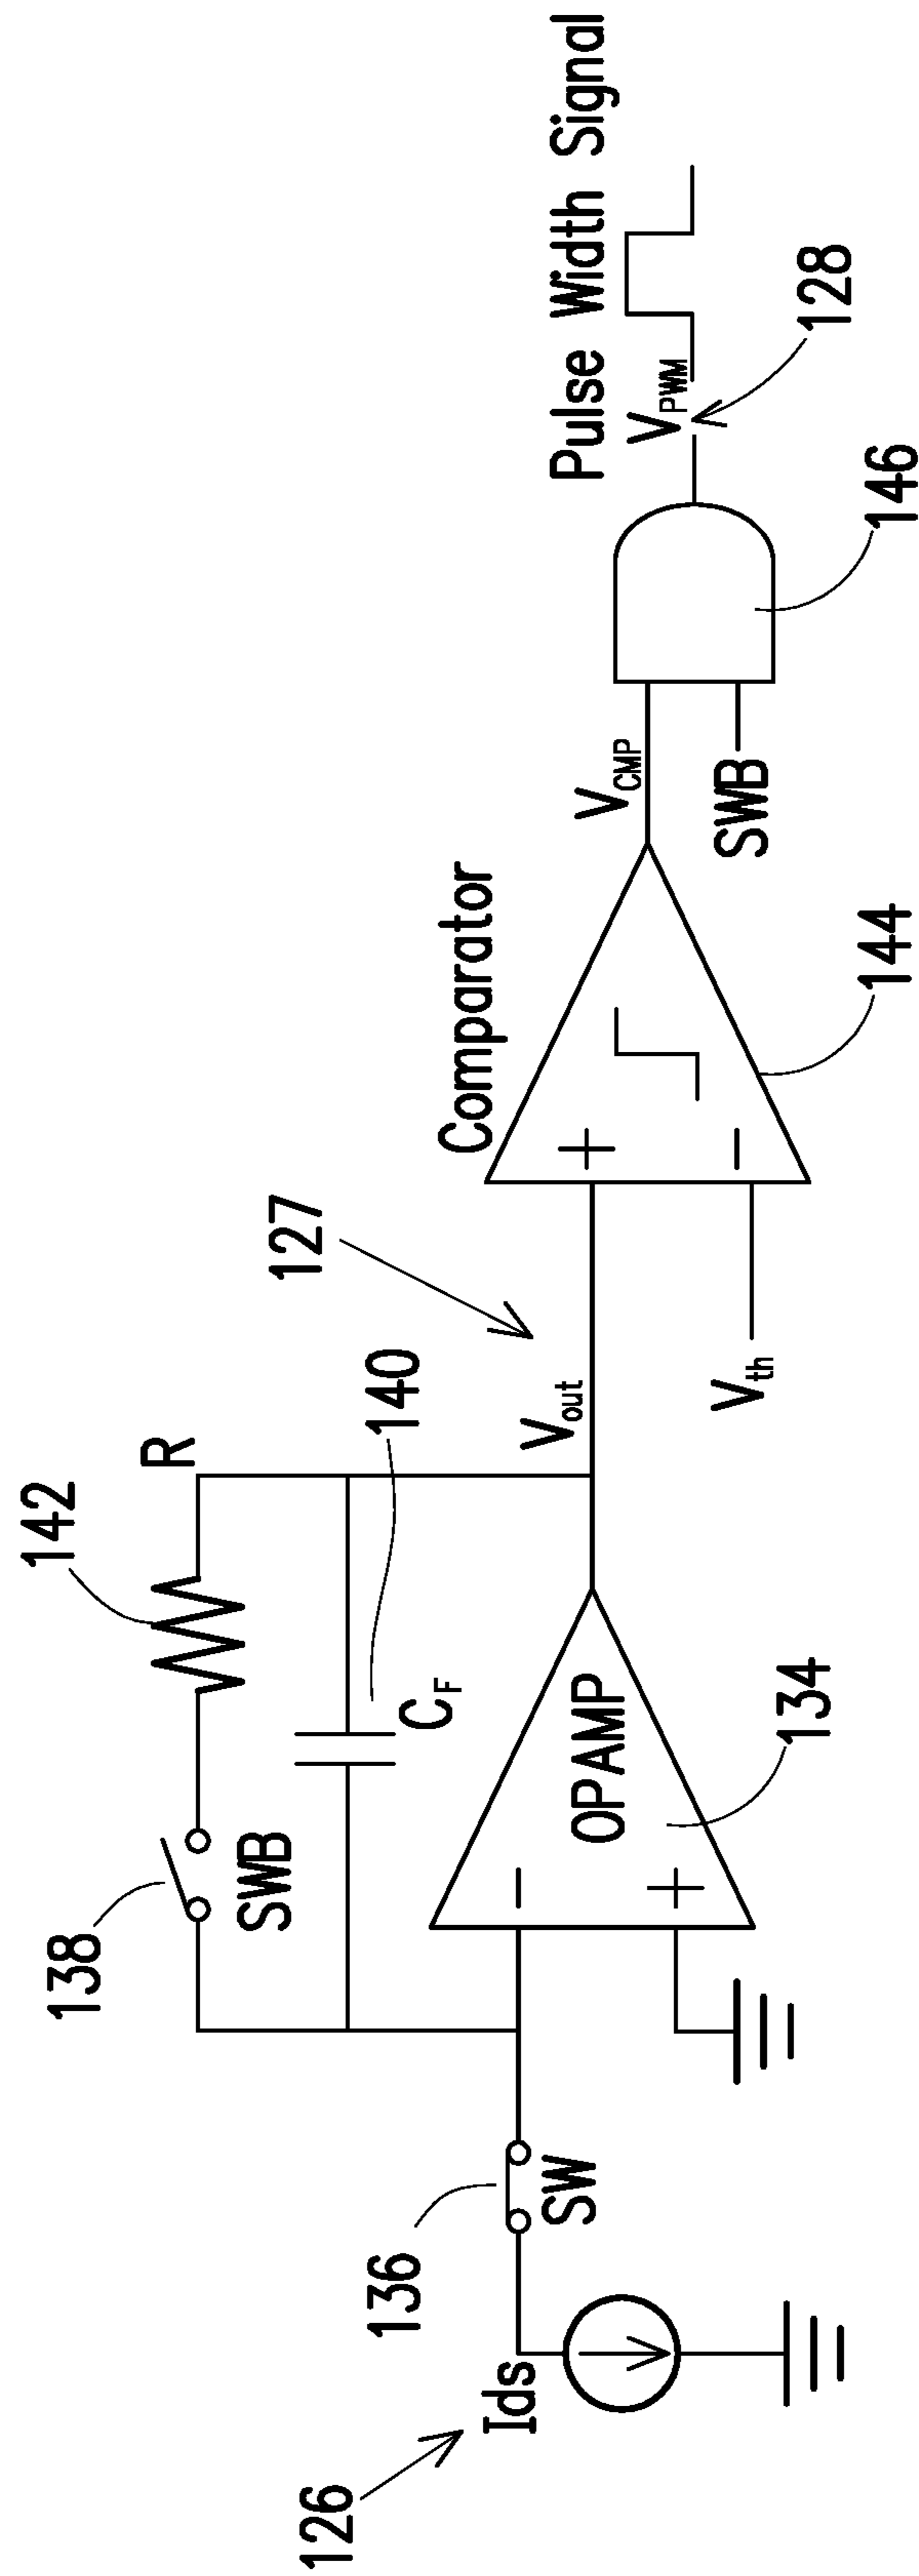 126
Ids
136
SW
138
SWB
142
R
140
C_F
127
OPAMP
−
+
134
V_out
V_th
Comparator
+
−
144
V_CMP
SWB
146
V_PWM
128
Pulse Width Signal